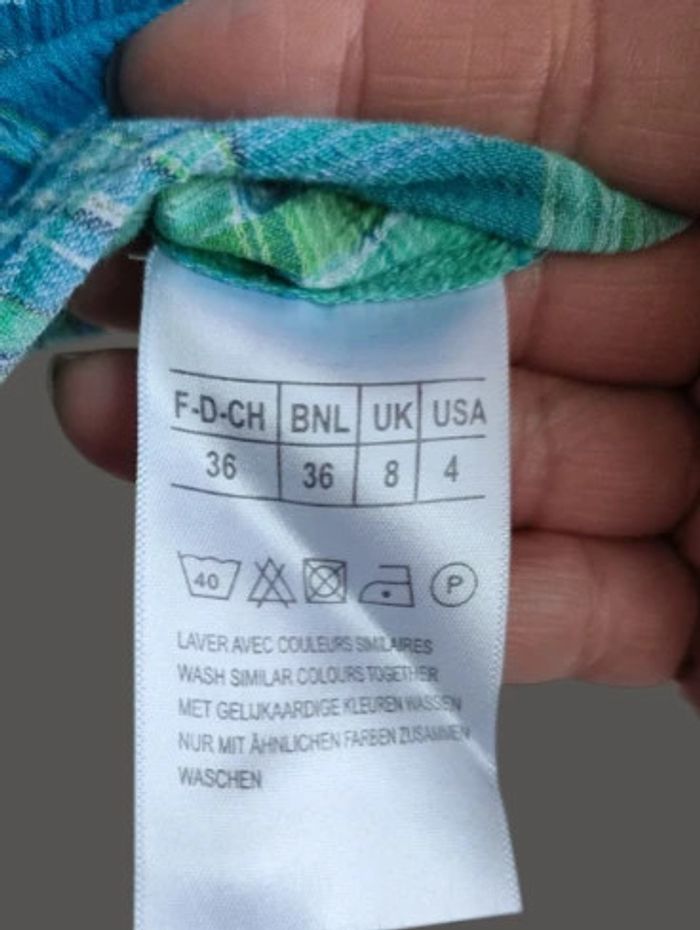 F-D-CH BNL UK USA
36 36 8 4
40 P
LAVER AVEC COULEURS SIMILAIRES
WASH SIMILAR COLOURS TOGETHER
MET GELIJKAARDIGE KLEUREN WASSEN
NUR MIT ÄHNLICHEN FARBEN ZUSAMMEN
WASCHEN